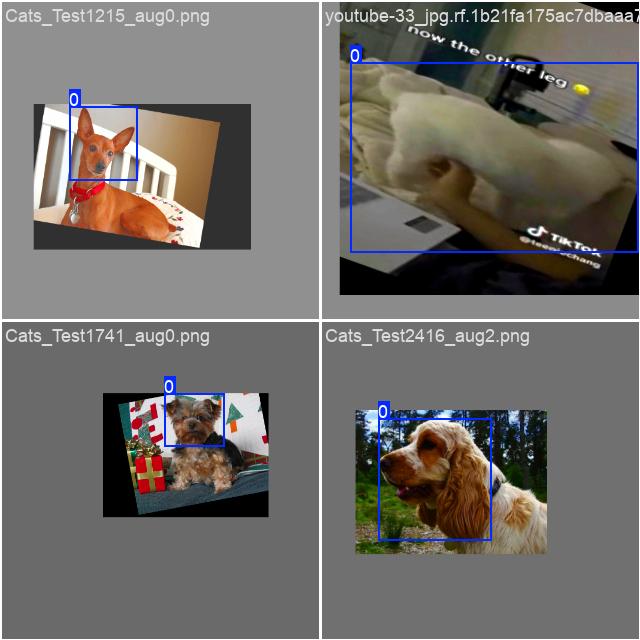 Cats_Test1215_aug0.png
0
youtube-33_jpg.rf.1b21fa175ac7dbaaa7
0
now the other leg
TikTok
@teeniechang
Cats_Test1741_aug0.png
0
Cats_Test2416_aug2.png
0